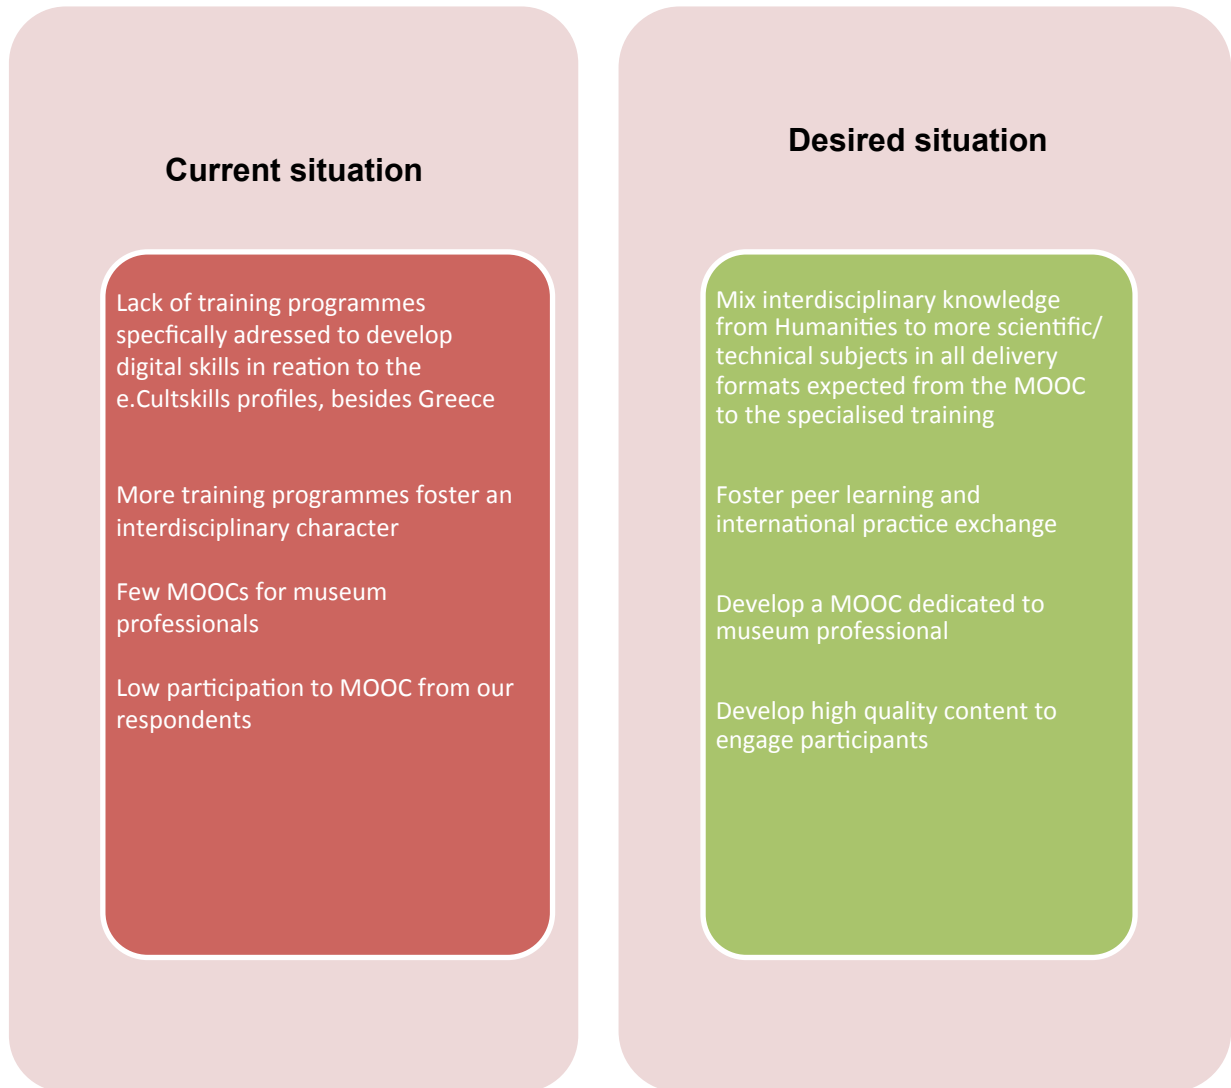 Current situation
Lack of training programmes
specfically adressed to develop
digital skills in reation to the
e.Cultskills profiles, besides Greece
More training programmes foster an
interdisciplinary character
Few MOOCs for museum
professionals
Low participation to MOOC from our
respondents
Desired situation
Mix interdisciplinary knowledge
from Humanities to more scientific/
technical subjects in all delivery
formats expected from the MOOC
to the specialised training
Foster peer learning and
international practice exchange
Develop a MOOC dedicated to
museum professional
Develop high quality content to
engage participants